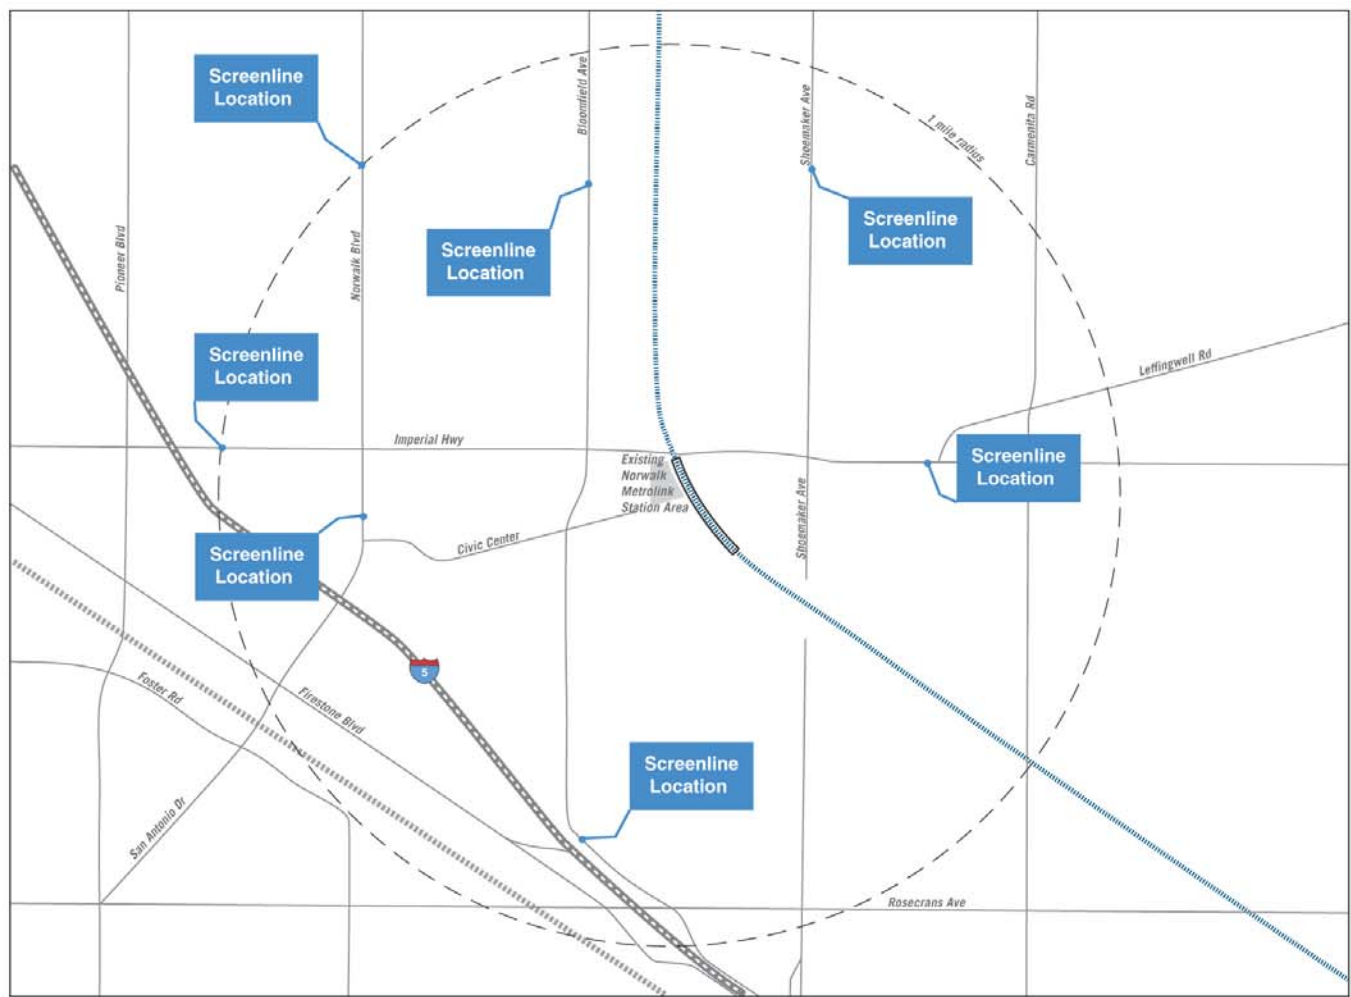 Screenline
Location
Bloomfield Ave
Shoemaker Ave
1 mile radius
Carmenita Rd
Screenline
Location
Pioneer Blvd
Norwalk Blvd
Screenline
Location
Screenline
Location
Leffingwell Rd
Imperial Hwy
Existing
Norwalk
Metrolink
Station Area
Screenline
Location
Shoemaker Ave
Civic Center
Screenline
Location
5
Foster Rd
Firestone Blvd
Screenline
Location
San Antonio Dr
Rosecrans Ave